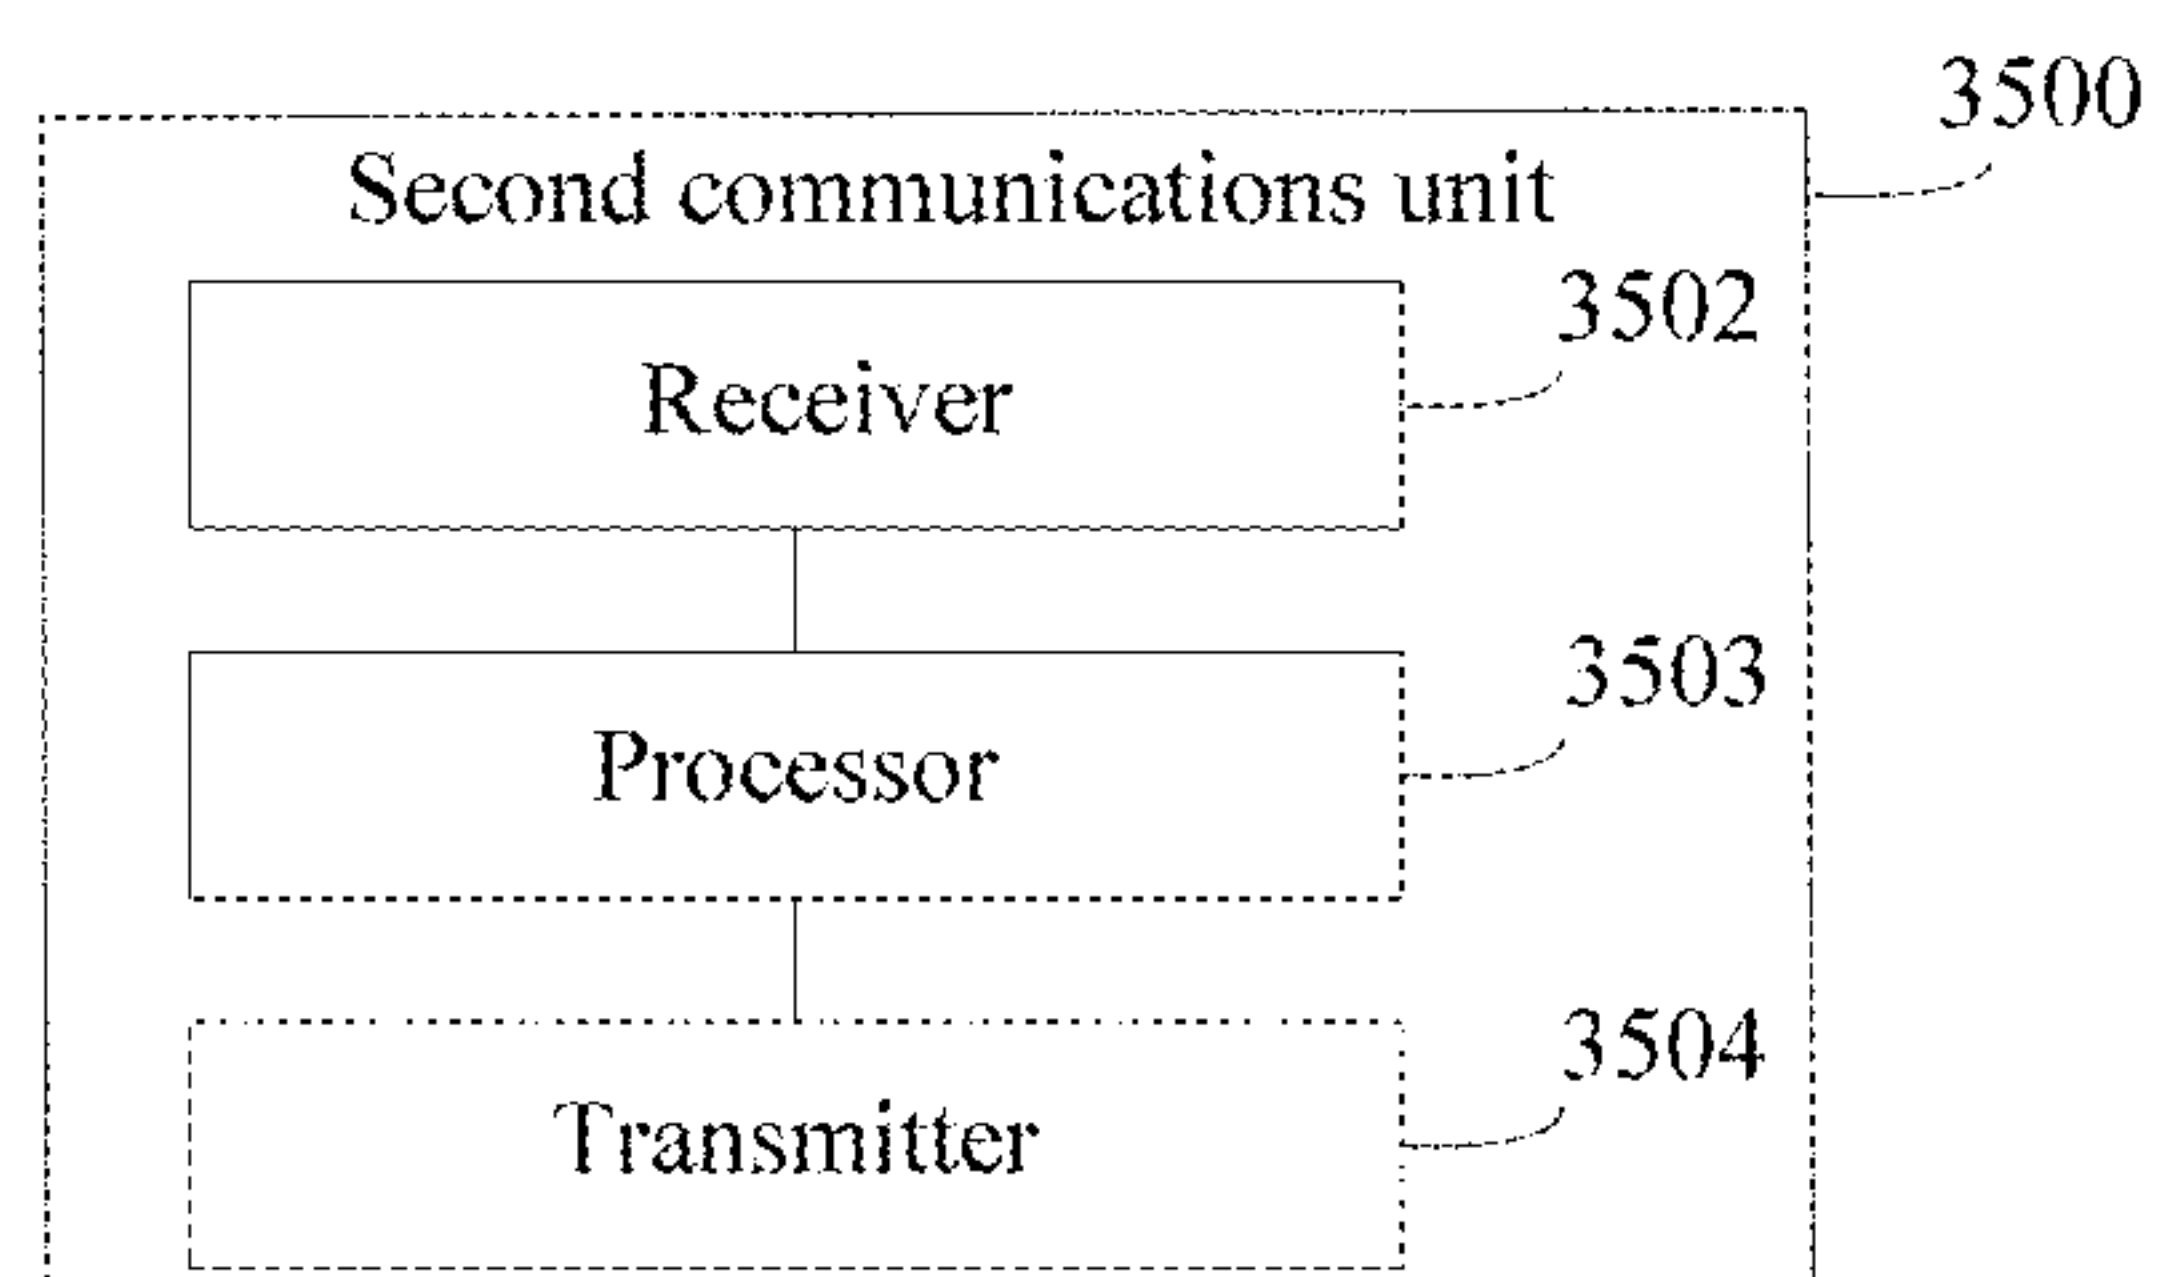 3500
Second communications unit
3502
Receiver
3503
Processor
3504
Transmitter